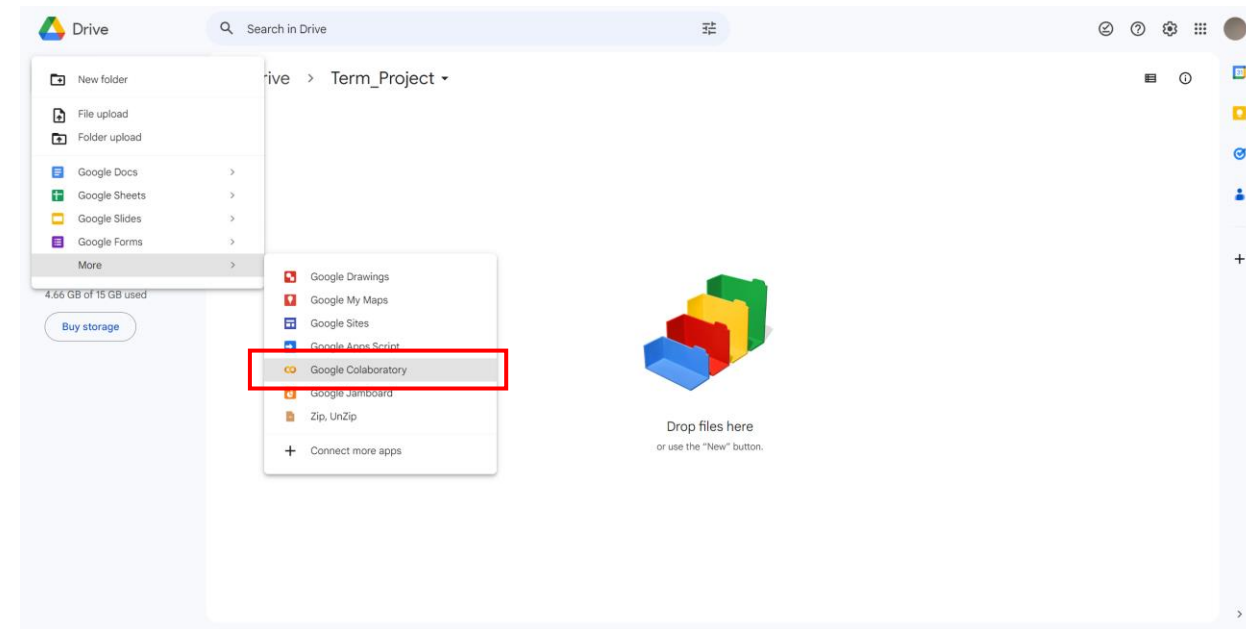 Drive
Search in Drive
New folder
rive > Term_Project
File upload
Folder upload
Google Docs
Google Sheets
Google Slides
Google Forms
More
4.66 GB of 15 GB used
Buy storage
Google Drawings
Google My Maps
Google Sites
Google Apps Script
Google Colaboratory
Google Jamboard
Zip, UnZip
Connect more apps
Drop files here
or use the "New" button.